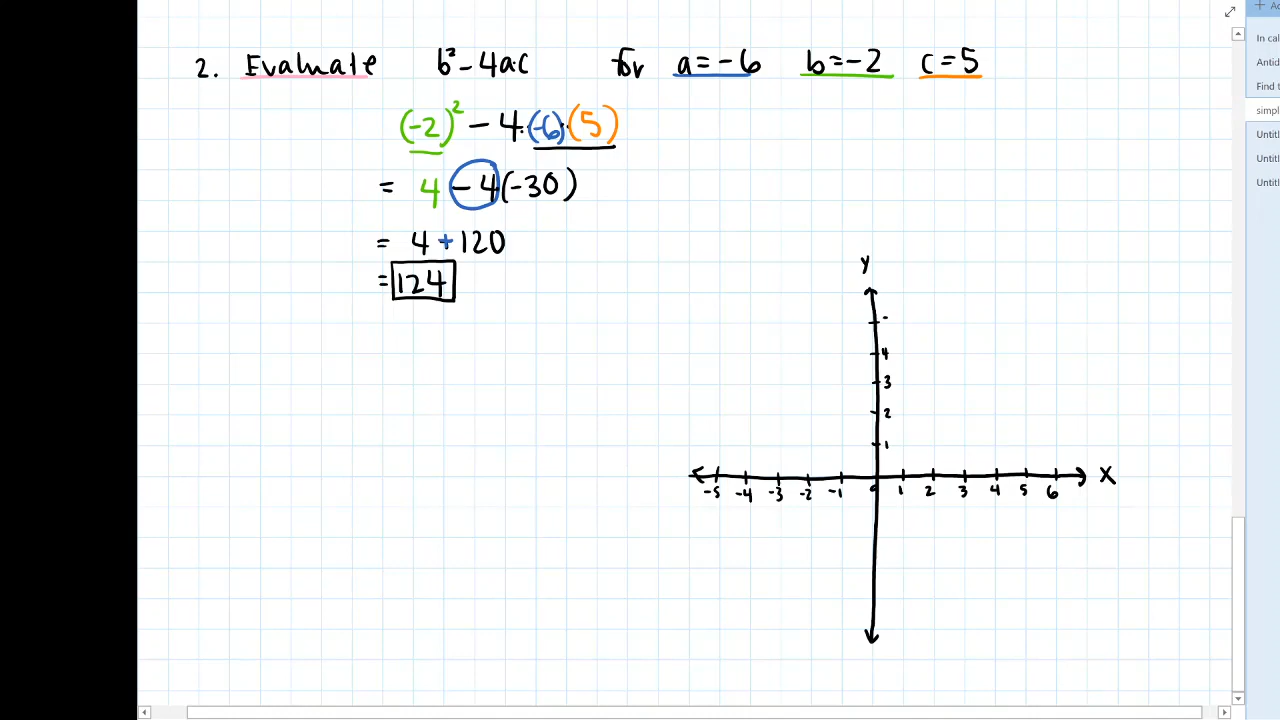 2. Evaluate b² - 4a·c for a = -6 b = -2 c = 5
(-2)² - 4·(-6)·(5)
= 4 - 4(-30)
= 4 + 120
= 124
Y
4
3
2
1
-5 -4 -3 -2 -1 0 1 2 3 4 5 6 X
In cal
Antid
Find t
simpl
Untitl
Untitl
Untitl